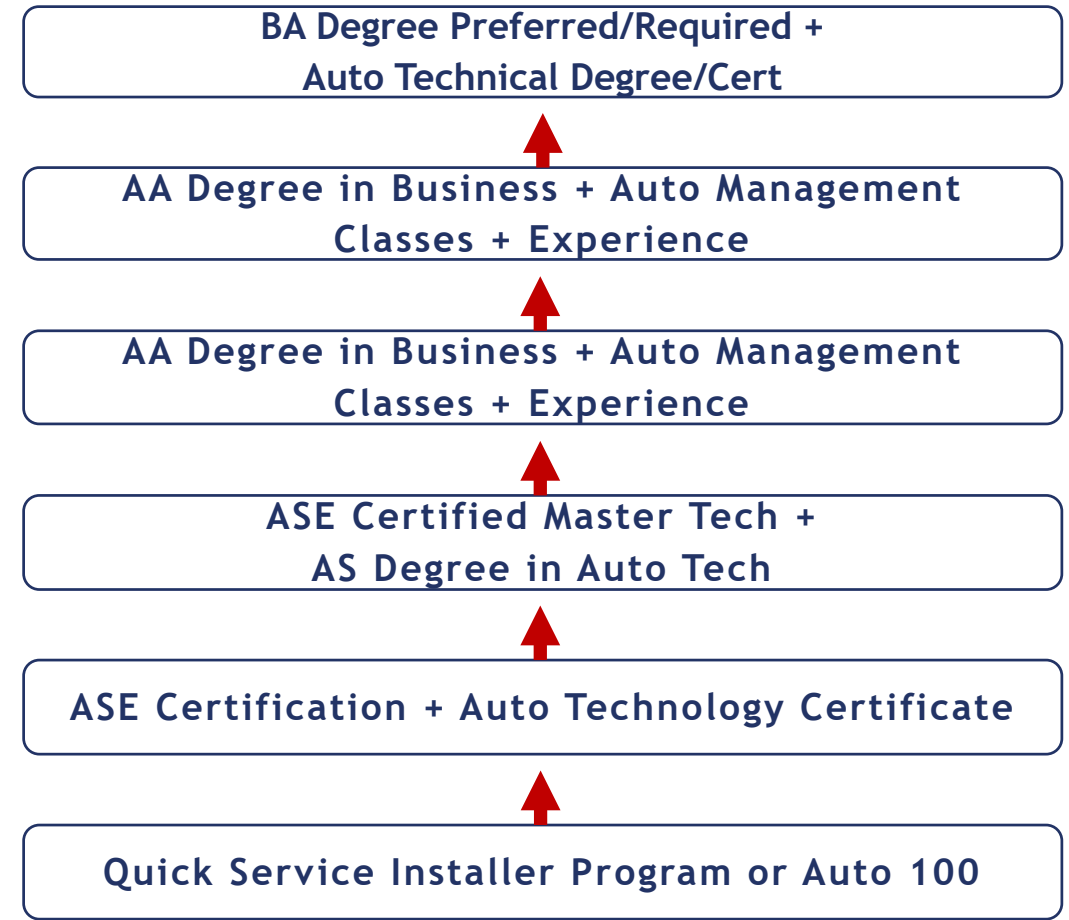 BA Degree Preferred/Required +
Auto Technical Degree/Cert
AA Degree in Business + Auto Management
Classes + Experience
AA Degree in Business + Auto Management
Classes + Experience
ASE Certified Master Tech +
AS Degree in Auto Tech
ASE Certification + Auto Technology Certificate
Quick Service Installer Program or Auto 100